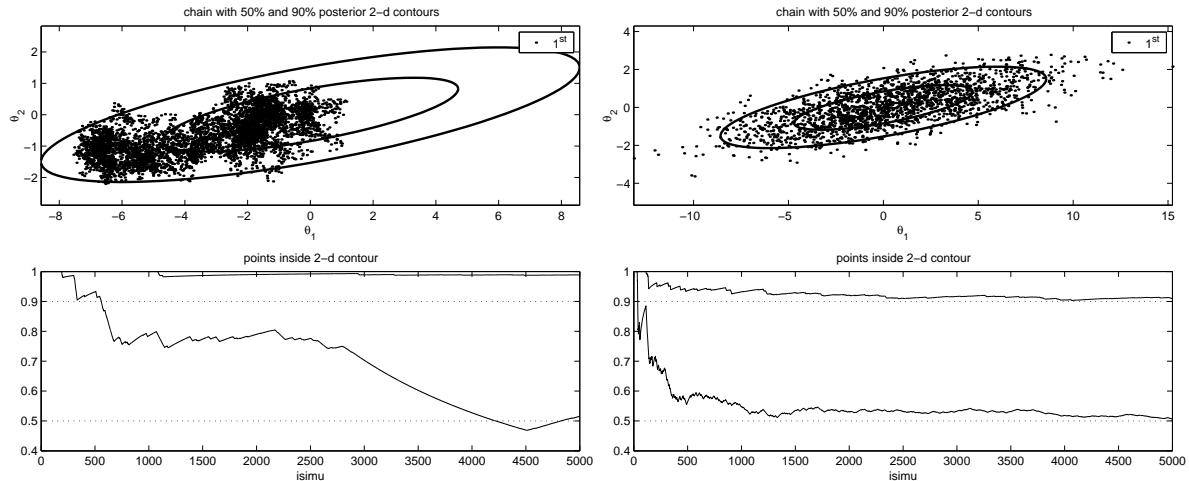 chain with 50% and 90% posterior 2−d contours
1st
2
1
0
−1
−2
θ2
−8 −6 −4 −2 0 2 4 6 8
θ1
chain with 50% and 90% posterior 2−d contours
1st
4
2
0
−2
−4
θ2
−10 −5 0 5 10 15
θ1
points inside 2−d contour
1
0.9
0.8
0.7
0.6
0.5
0.4
0 500 1000 1500 2000 2500 3000 3500 4000 4500 5000
isimu
points inside 2−d contour
1
0.9
0.8
0.7
0.6
0.5
0.4
0 500 1000 1500 2000 2500 3000 3500 4000 4500 5000
isimu